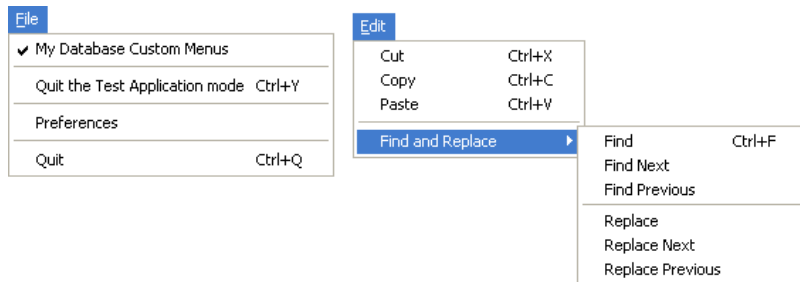 File
My Database Custom Menus
Quit the Test Application mode Ctrl+Y
Preferences
Quit Ctrl+Q
Edit
Cut Ctrl+X
Copy Ctrl+C
Paste Ctrl+V
Find and Replace
Find Ctrl+F
Find Next
Find Previous
Replace
Replace Next
Replace Previous